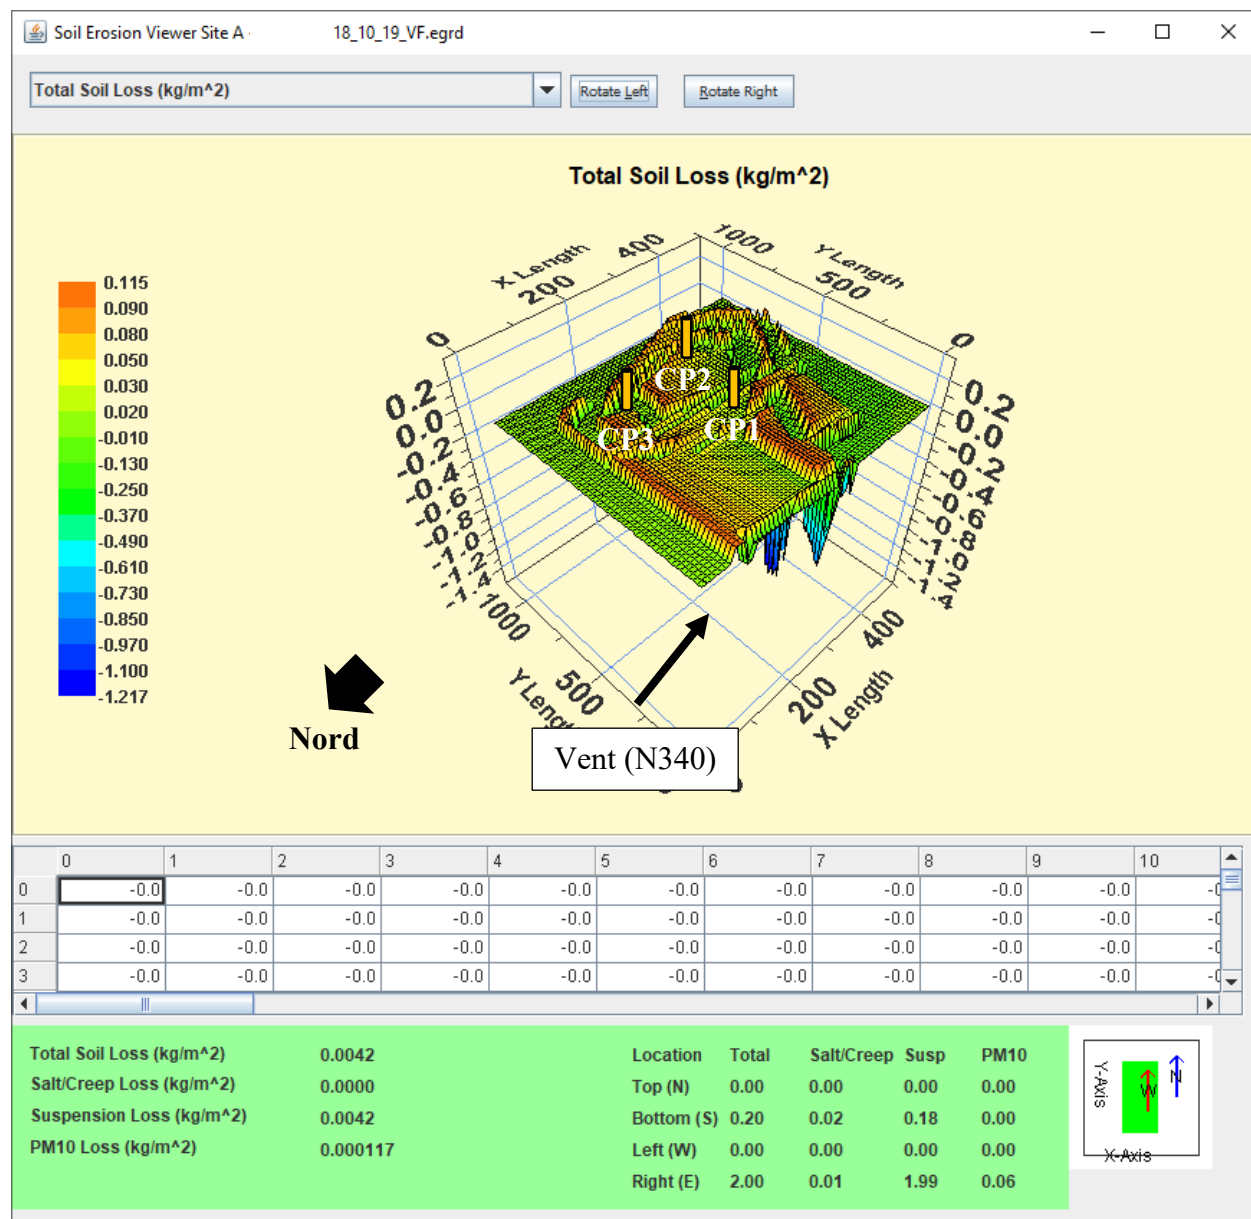 Soil Erosion Viewer Site A - 18_10_19_VF.egrd
Total Soil Loss (kg/m^2) Rotate Left Rotate Right
Total Soil Loss (kg/m^2)
X Length
0 200 400
Y Length
1000 500 0
0.115
0.090
0.080
0.050
0.030
0.020
-0.010
-0.130
-0.250
-0.370
-0.490
-0.610
-0.730
-0.850
-0.970
-1.100
-1.217
0.2
0.0
-0.2
-0.4
-0.6
-0.8
0.2
0.0
-0.2
-0.4
-0.6
-0.8
-1.0
-1.2
-1.4
CP2
CP3 CP1
1000 500
Y Length
400
200
X Length
Nord
Vent (N340)
0 1 2 3 4 5 6 7 8 9 10
0 -0.0 -0.0 -0.0 -0.0 -0.0 -0.0 -0.0 -0.0 -0.0 -0.0
1 -0.0 -0.0 -0.0 -0.0 -0.0 -0.0 -0.0 -0.0 -0.0 -0.0
2 -0.0 -0.0 -0.0 -0.0 -0.0 -0.0 -0.0 -0.0 -0.0 -0.0
3 -0.0 -0.0 -0.0 -0.0 -0.0 -0.0 -0.0 -0.0 -0.0 -0.0
Total Soil Loss (kg/m^2) 0.0042
Salt/Creep Loss (kg/m^2) 0.0000
Suspension Loss (kg/m^2) 0.0042
PM10 Loss (kg/m^2) 0.000117
Location Total Salt/Creep Susp PM10
Top (N) 0.00 0.00 0.00 0.00
Bottom (S) 0.20 0.02 0.18 0.00
Left (W) 0.00 0.00 0.00 0.00
Right (E) 2.00 0.01 1.99 0.06
Y-Axis
W
N
X-Axis